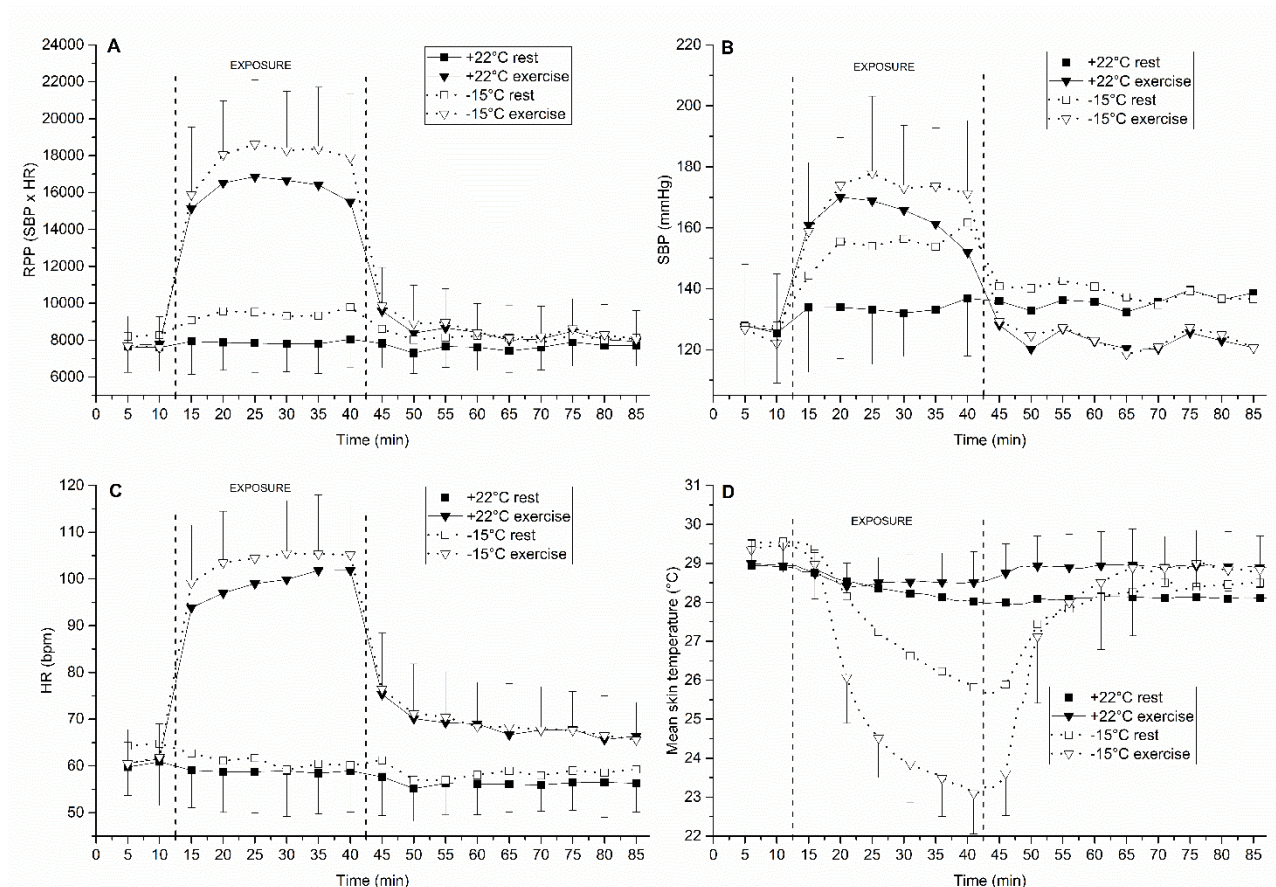 A
EXPOSURE
+22°C rest
+22°C exercise
-15°C rest
-15°C exercise
RPP (SBP x HR)
24000
22000
20000
18000
16000
14000
12000
10000
8000
6000
0 5 10 15 20 25 30 35 40 45 50 55 60 65 70 75 80 85
Time (min)
B
EXPOSURE
+22°C rest
+22°C exercise
-15°C rest
-15°C exercise
SBP (mmHg)
220
200
180
160
140
120
0 5 10 15 20 25 30 35 40 45 50 55 60 65 70 75 80 85
Time (min)
C
EXPOSURE
+22°C rest
+22°C exercise
-15°C rest
-15°C exercise
HR (bpm)
120
110
100
90
80
70
60
50
0 5 10 15 20 25 30 35 40 45 50 55 60 65 70 75 80 85
Time (min)
D
EXPOSURE
+22°C rest
+22°C exercise
-15°C rest
-15°C exercise
Mean skin temperature (°C)
31
30
29
28
27
26
25
24
23
22
0 5 10 15 20 25 30 35 40 45 50 55 60 65 70 75 80 85
Time (min)